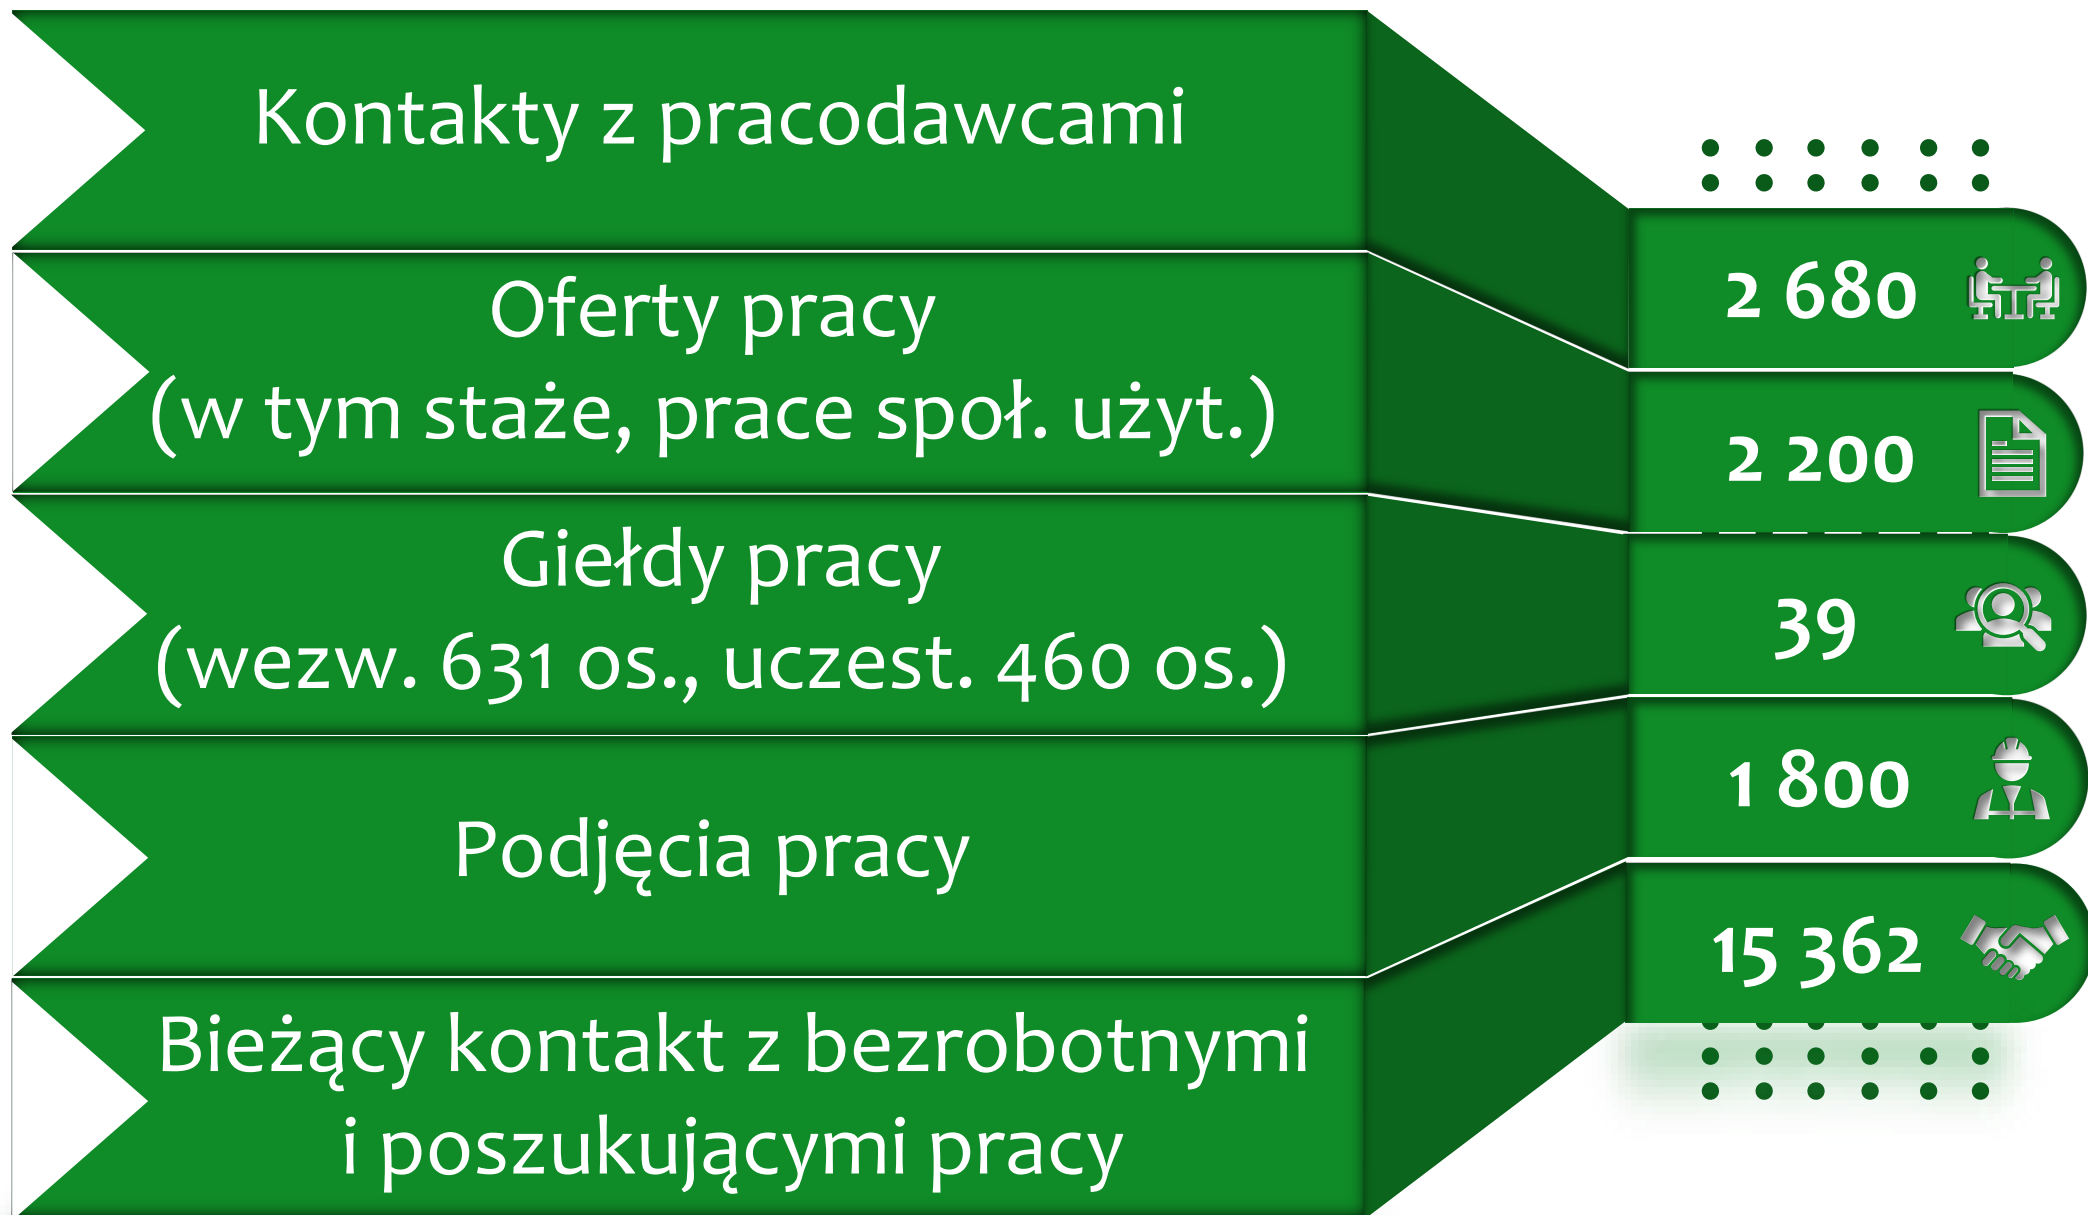 Kontakty z pracodawcami
2 680
Oferty pracy
(w tym staże, prace społ. użyt.)
2 200
Giełdy pracy
(wezw. 631 os., uczest. 460 os.)
39
Podjęcia pracy
1 800
Bieżący kontakt z bezrobotnymi
i poszukującymi pracy
15 362